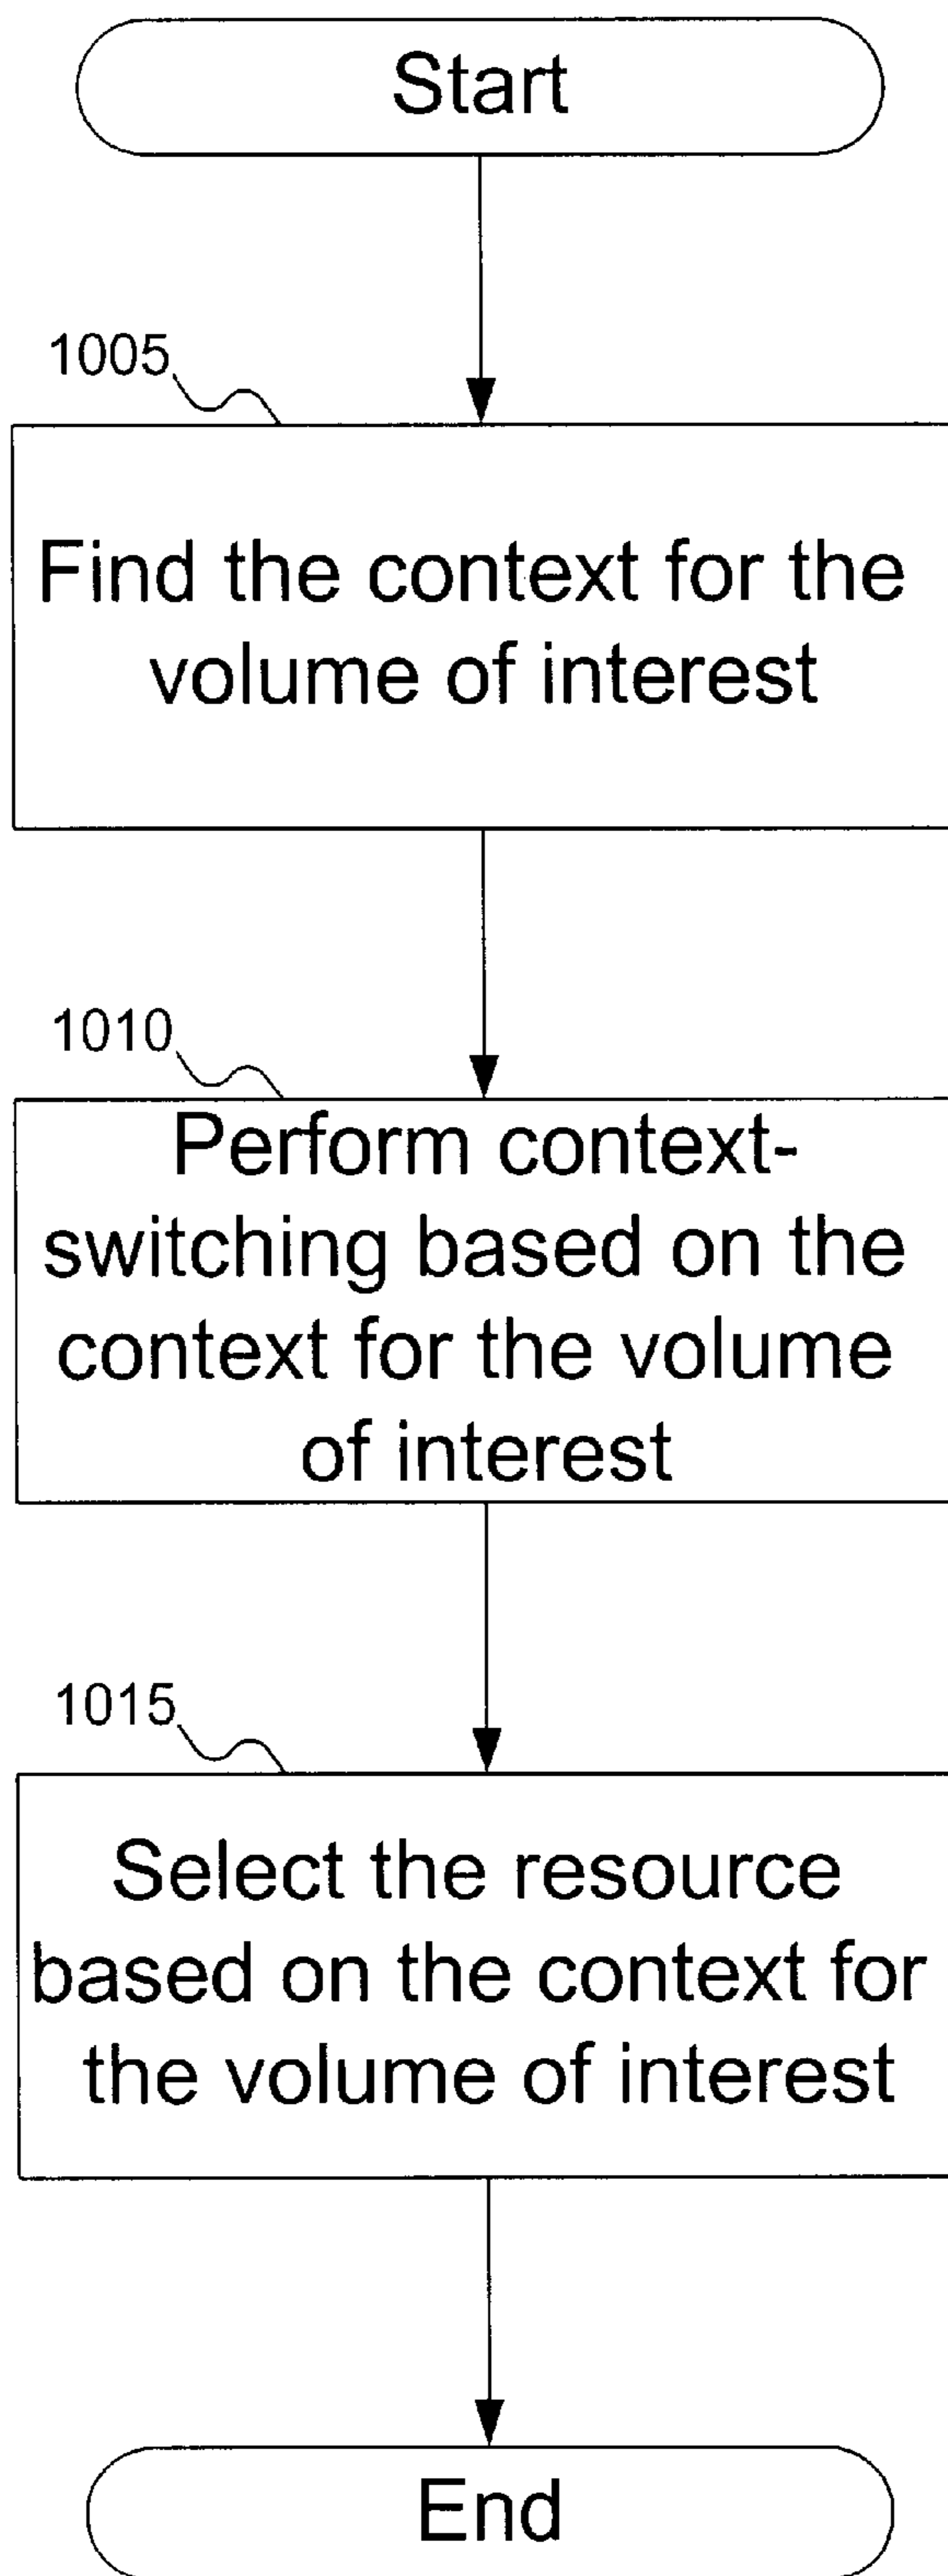 Start
1005
Find the context for the
volume of interest
1010
Perform context-
switching based on the
context for the volume
of interest
1015
Select the resource
based on the context for
the volume of interest
End